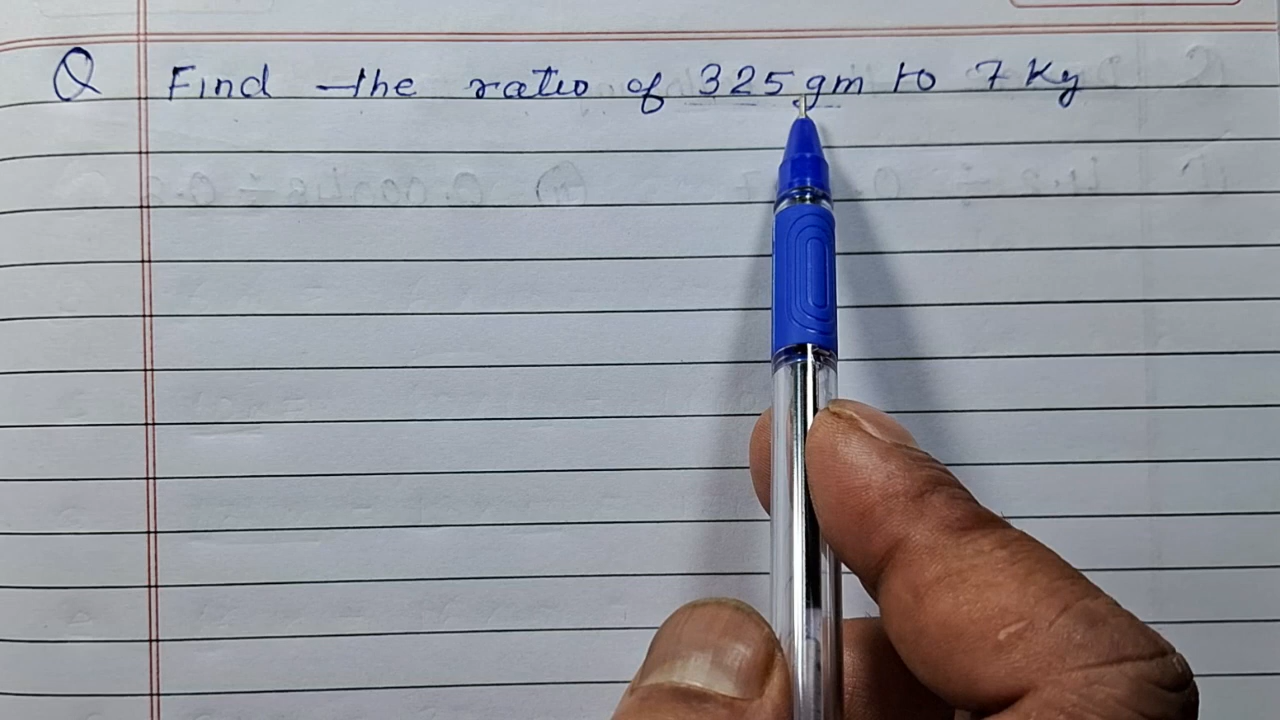 Q Find the ratio of 325 gm to 7 Kg